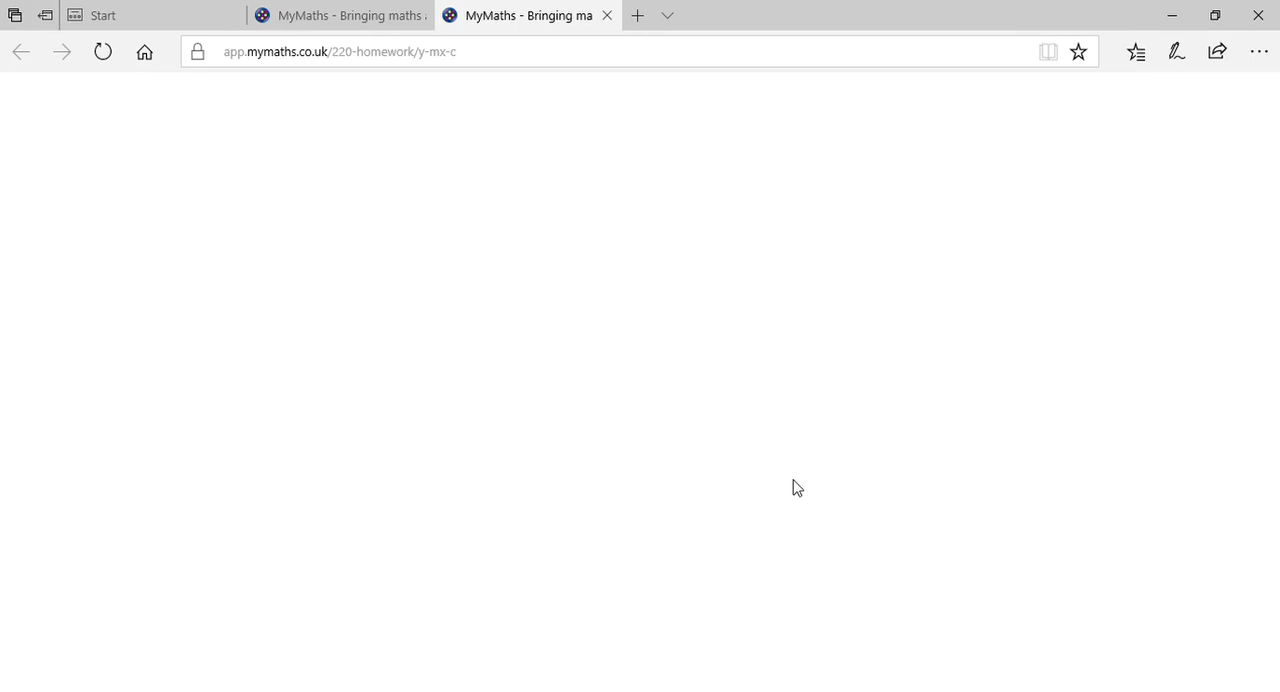 Start
MyMaths - Bringing maths
MyMaths - Bringing ma
app.mymaths.co.uk/220-homework/y-mx-c